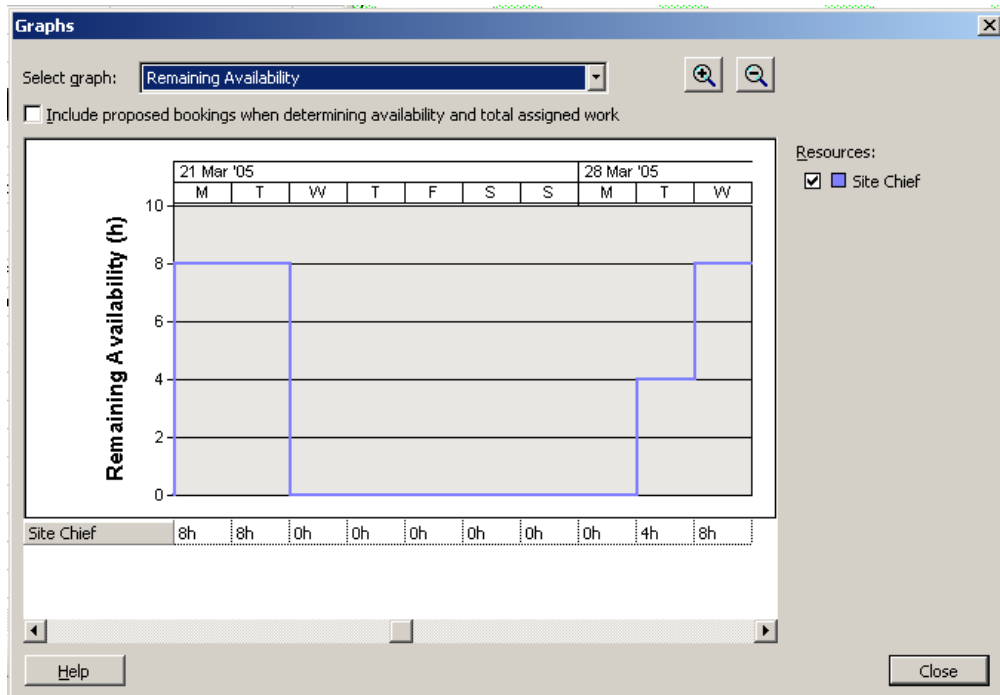 Graphs
Select graph: Remaining Availability
Include proposed bookings when determining availability and total assigned work
Resources:
Site Chief
21 Mar '05 28 Mar '05
M T W T F S S M T W
Remaining Availability (h)
10
8
6
4
2
0
Site Chief 8h 8h 0h 0h 0h 0h 0h 0h 4h 8h
Help Close